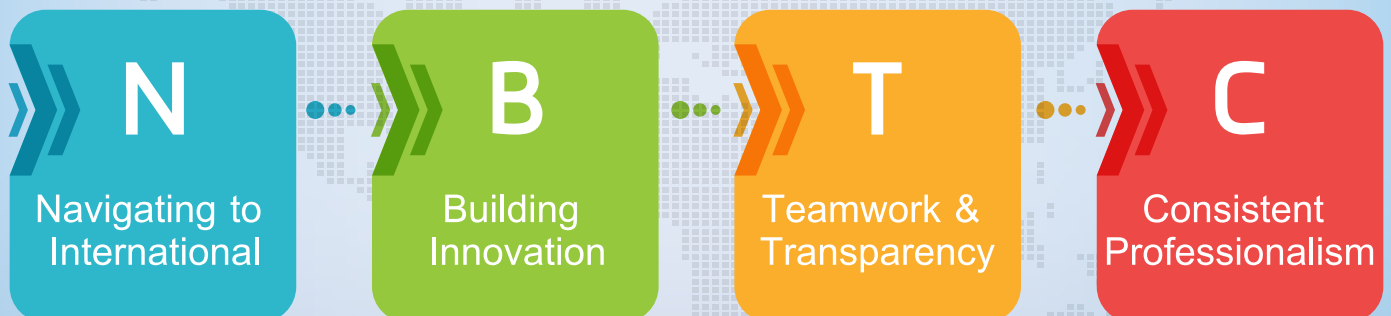 N
Navigating to
International
B
Building
Innovation
T
Teamwork &
Transparency
C
Consistent
Professionalism